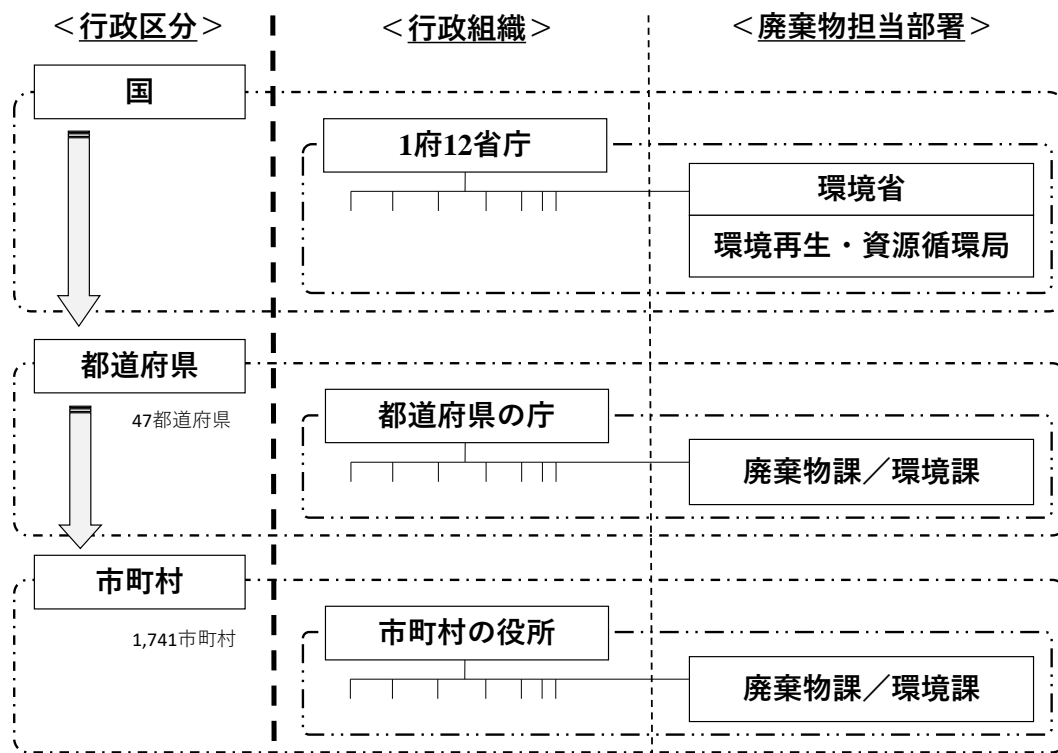 ＜行政区分＞
＜行政組織＞
＜廃棄物担当部署＞
国
1府12省庁
環境省
環境再生・資源循環局
都道府県
47都道府県
都道府県の庁
廃棄物課／環境課
市町村
1,741市町村
市町村の役所
廃棄物課／環境課